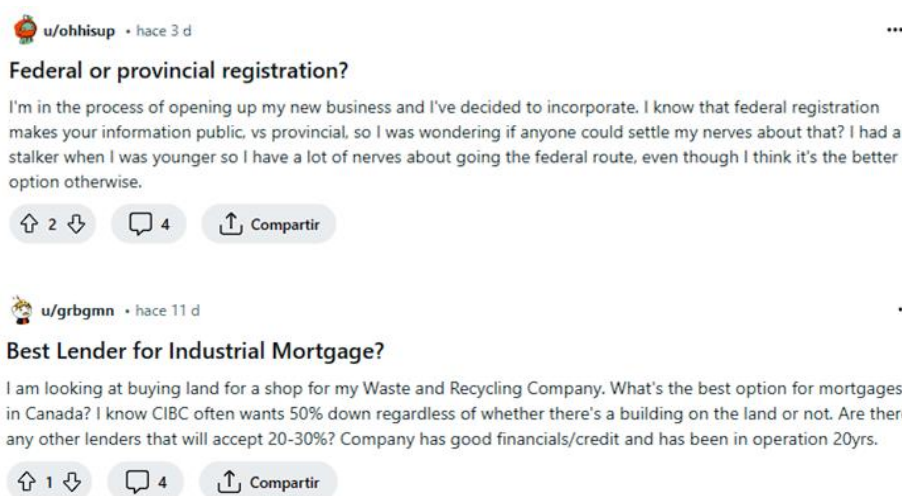 u/ohhisup • hace 3 d
Federal or provincial registration?
I'm in the process of opening up my new business and I've decided to incorporate. I know that federal registration
makes your information public, vs provincial, so I was wondering if anyone could settle my nerves about that? I had a
stalker when I was younger so I have a lot of nerves about going the federal route, even though I think it's the better
option otherwise.
2 4 Compartir
u/grbgmn • hace 11 d
Best Lender for Industrial Mortgage?
I am looking at buying land for a shop for my Waste and Recycling Company. What's the best option for mortgages
in Canada? I know CIBC often wants 50% down regardless of whether there's a building on the land or not. Are ther
any other lenders that will accept 20-30%? Company has good financials/credit and has been in operation 20yrs.
1 4 Compartir